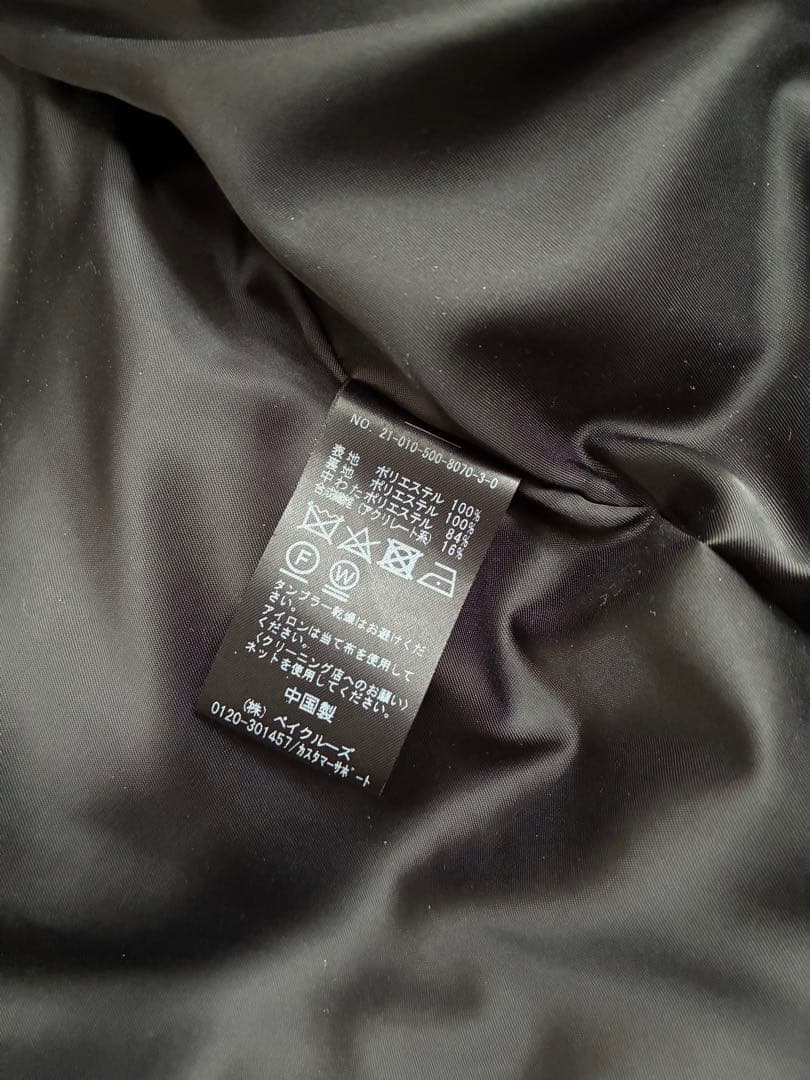 NO. 21-010-500-8070-3-0
表地 ポリエステル 100%
裏地 ポリエステル 100%
中わた ポリエステル 84%
合成繊維(アクリレート系) 16%
F W
タンブラー乾燥はお避けくだ
さい。
アイロンは当て布を使用して
ください。
〈クリーニング店へのお願い〉
ネットを使用してください。
中国製
(株) ベイクルーズ
0120-301457/カスタマーサポート